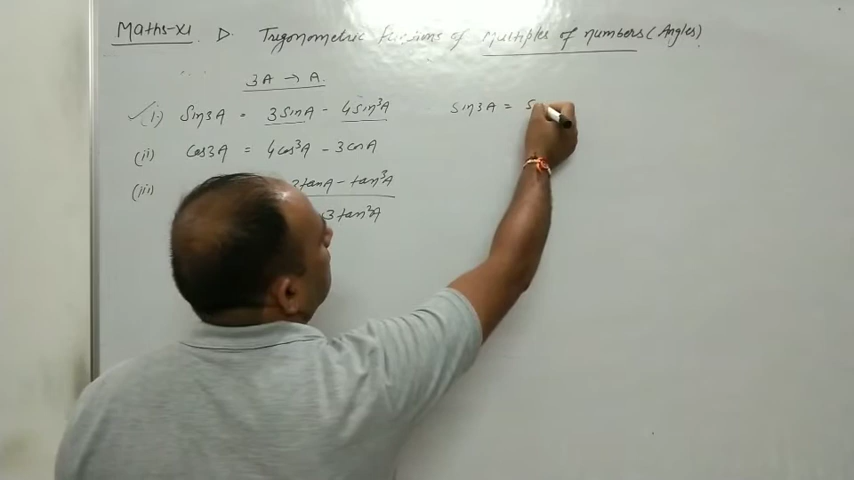 Maths-XI D. Trigonometric functions of Multiples of numbers (Angles)
3A → A.
(i) Sin3A = 3sinA - 4sin³A
(ii) Cos3A = 4cos³A - 3cosA
(iii) 3tanA - tan³A
3tan²A
Sin3A = S